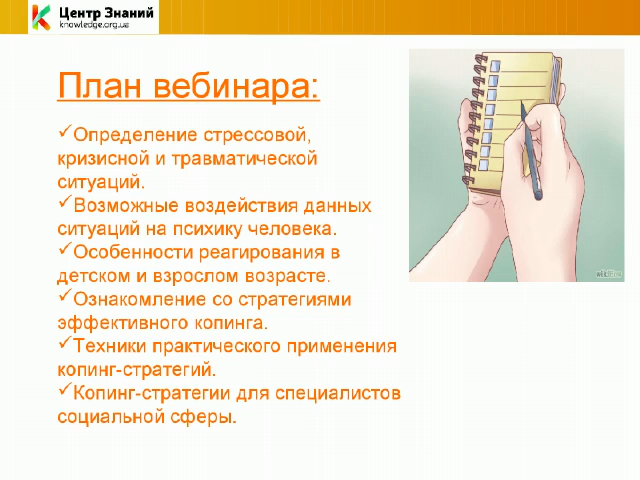 Центр Знаний
knowledge.org.ua
План вебинара:
✓Определение стрессовой,
кризисной и травматической
ситуаций.
✓Возможные воздействия данных
ситуаций на психику человека.
✓Особенности реагирования в
детском и взрослом возрасте.
✓Ознакомление со стратегиями
эффективного копинга.
✓Техники практического применения
копинг-стратегий.
✓Копинг-стратегии для специалистов
социальной сферы.